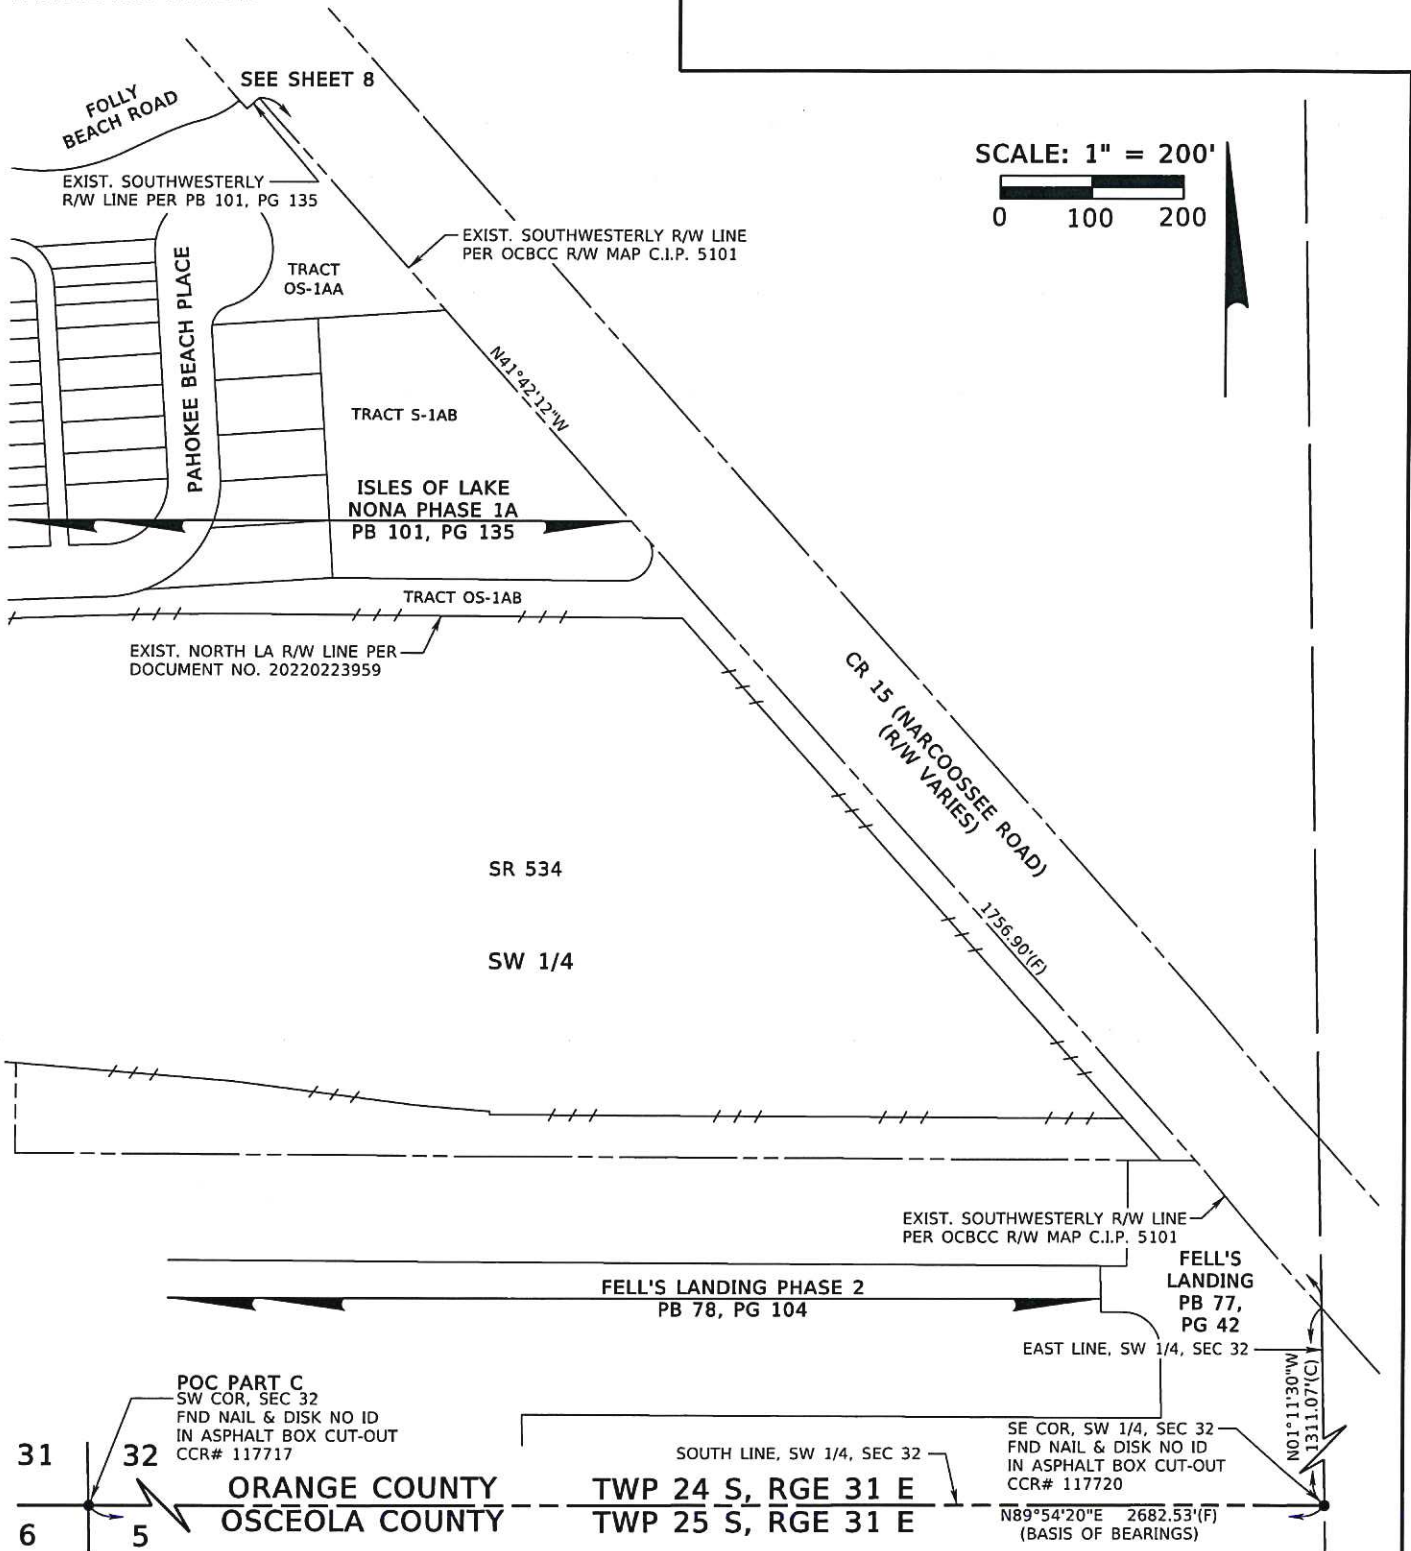 SEE SHEET 8
FOLLY
BEACH ROAD
SCALE: 1" = 200'
0 100 200
EXIST. SOUTHWESTERLY
R/W LINE PER PB 101, PG 135
EXIST. SOUTHWESTERLY R/W LINE
PER OCBCC R/W MAP C.I.P. 5101
TRACT
OS-1AA
PAHOKEE BEACH PLACE
N41°42'12"W
TRACT S-1AB
ISLES OF LAKE
NONA PHASE 1A
PB 101, PG 135
TRACT OS-1AB
EXIST. NORTH LA R/W LINE PER
DOCUMENT NO. 20220223959
CR 15 (NARCOOSSEE ROAD)
(R/W VARIES)
SR 534
SW 1/4
1756.90'(F)
EXIST. SOUTHWESTERLY R/W LINE
PER OCBCC R/W MAP C.I.P. 5101
FELL'S LANDING PHASE 2
PB 78, PG 104
FELL'S
LANDING
PB 77,
PG 42
EAST LINE, SW 1/4, SEC 32
N01°11'30"W
1311.07'(C)
POC PART C
SW COR, SEC 32
FND NAIL & DISK NO ID
IN ASPHALT BOX CUT-OUT
CCR# 117717
SE COR, SW 1/4, SEC 32
FND NAIL & DISK NO ID
IN ASPHALT BOX CUT-OUT
CCR# 117720
SOUTH LINE, SW 1/4, SEC 32
31 32
ORANGE COUNTY TWP 24 S, RGE 31 E
OSCEOLA COUNTY TWP 25 S, RGE 31 E
6 5
N89°54'20"E 2682.53'(F)
(BASIS OF BEARINGS)